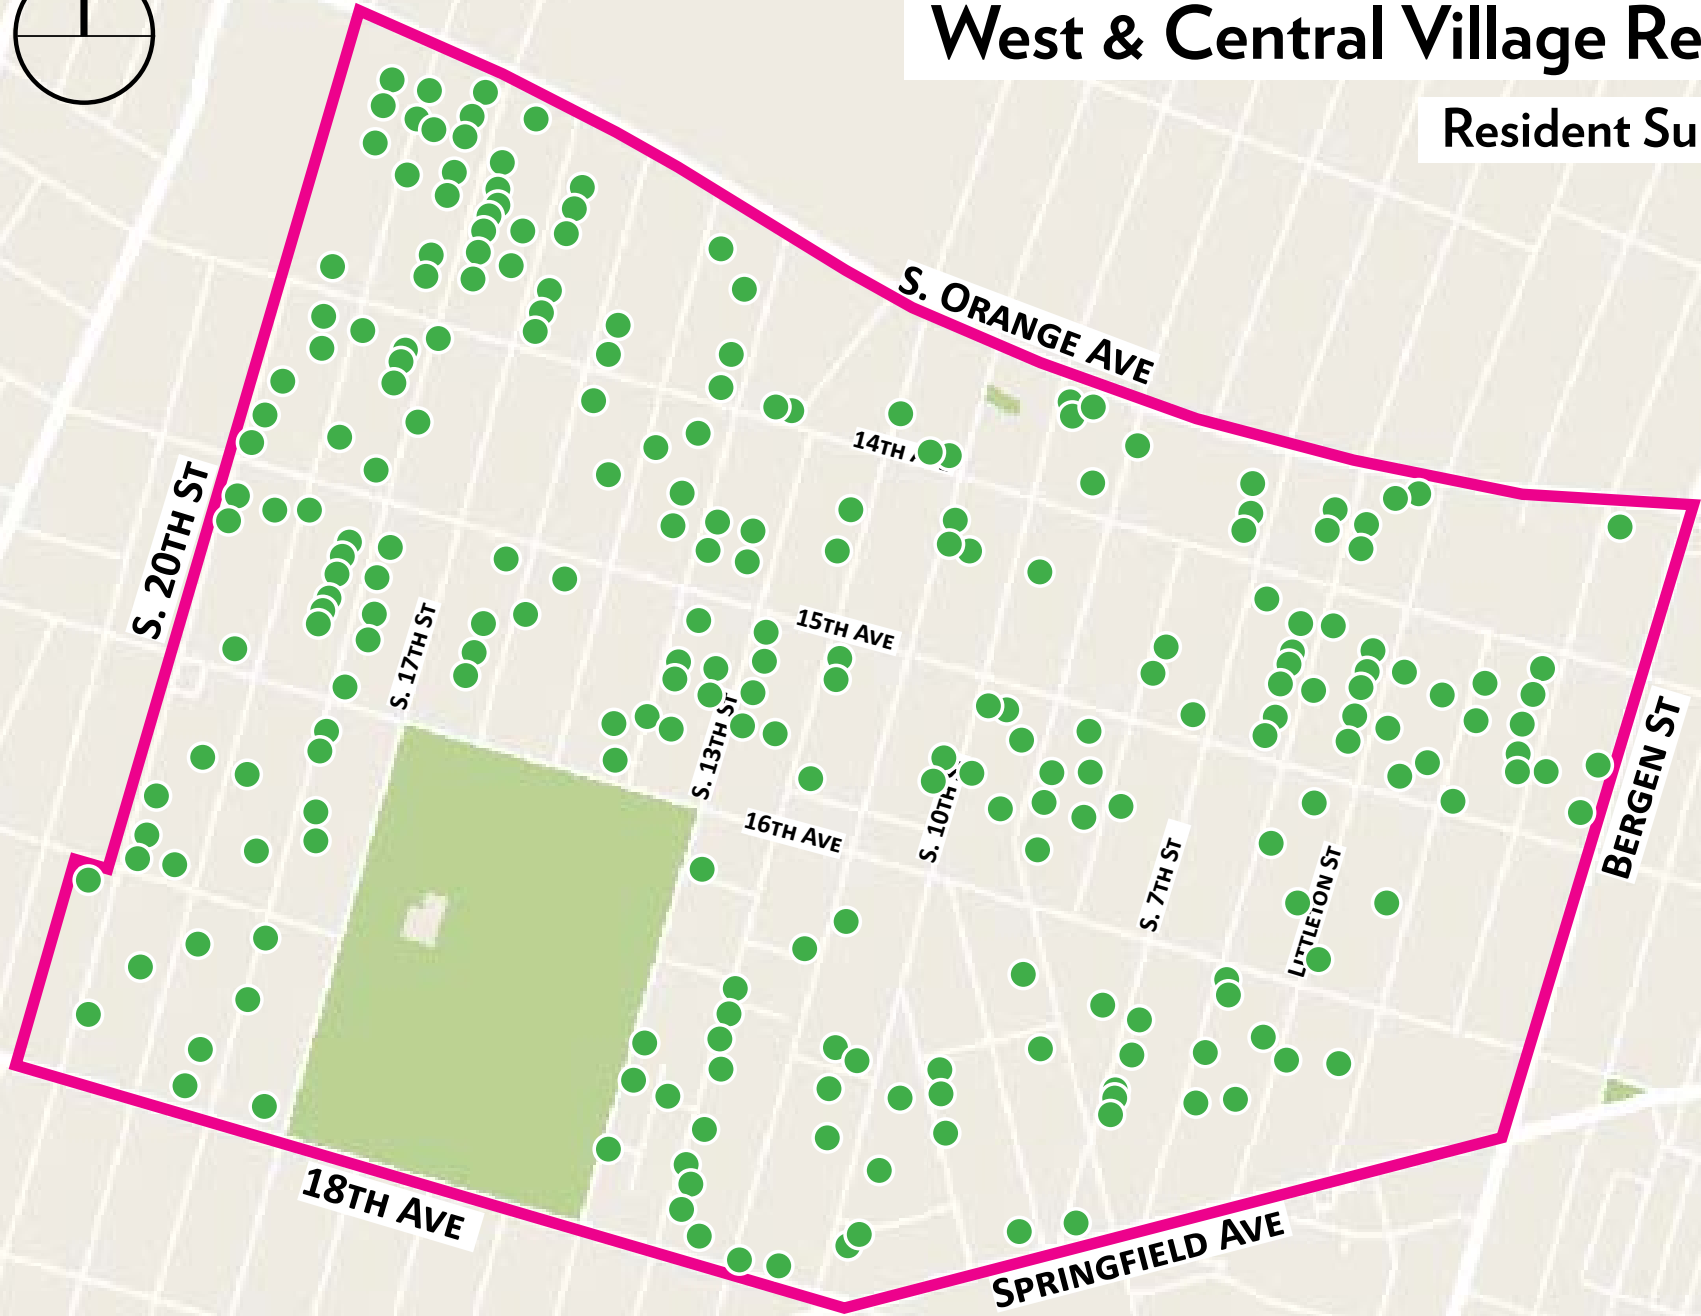 West & Central Village Re
Resident Su
S. ORANGE AVE
14TH
S. 20TH ST
15TH AVE
S. 17TH ST
S. 13TH ST
BERGEN ST
16TH AVE
S. 10TH
S. 7TH ST
LITTLETON ST
18TH AVE
SPRINGFIELD AVE